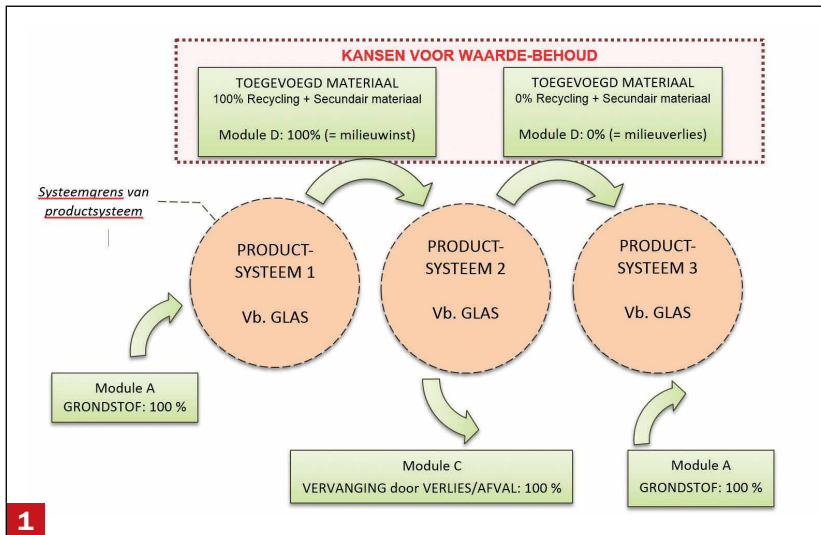 KANSEN VOOR WAARDE-BEHOUD
TOEGEVOEGD MATERIAAL
100% Recycling + Secundair materiaal
Module D: 100% (= milieuwinst)
TOEGEVOEGD MATERIAAL
0% Recycling + Secundair materiaal
Module D: 0% (= milieuverlies)
Systeemgrens van
productsysteem
PRODUCT-
SYSTEEM 1
Vb. GLAS
PRODUCT-
SYSTEEM 2
Vb. GLAS
PRODUCT-
SYSTEEM 3
Vb. GLAS
Module A
GRONDSTOF: 100 %
Module C
VERVANGING door VERLIES/AFVAL: 100 %
Module A
GRONDSTOF: 100 %
1